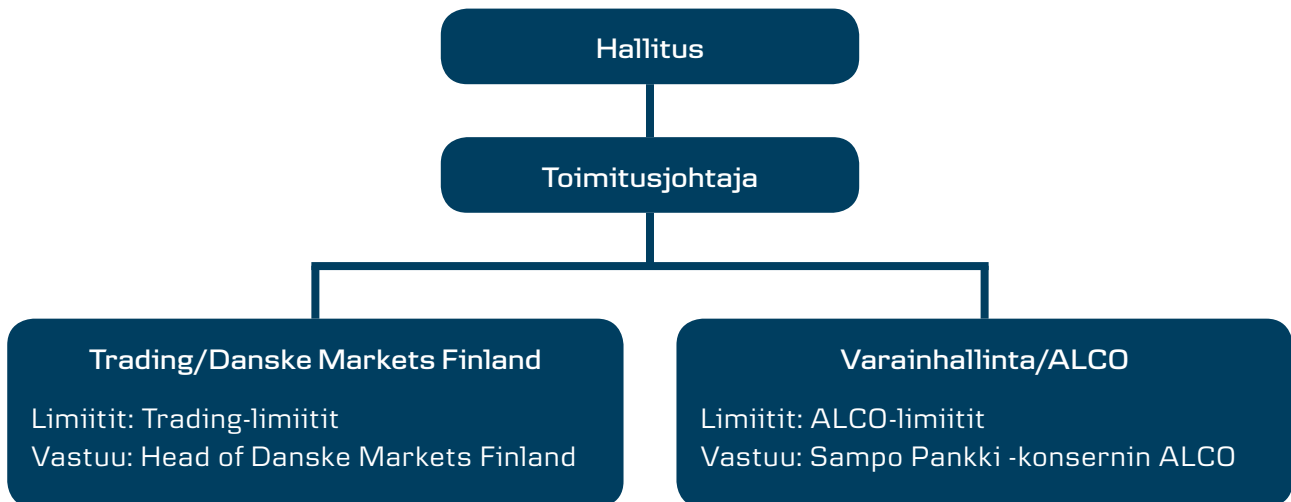 Hallitus
Toimitusjohtaja
Trading/Danske Markets Finland
Limiitit: Trading-limiitit
Vastuu: Head of Danske Markets Finland
Varainhallinta/ALCO
Limiitit: ALCO-limiitit
Vastuu: Sampo Pankki -konsernin ALCO